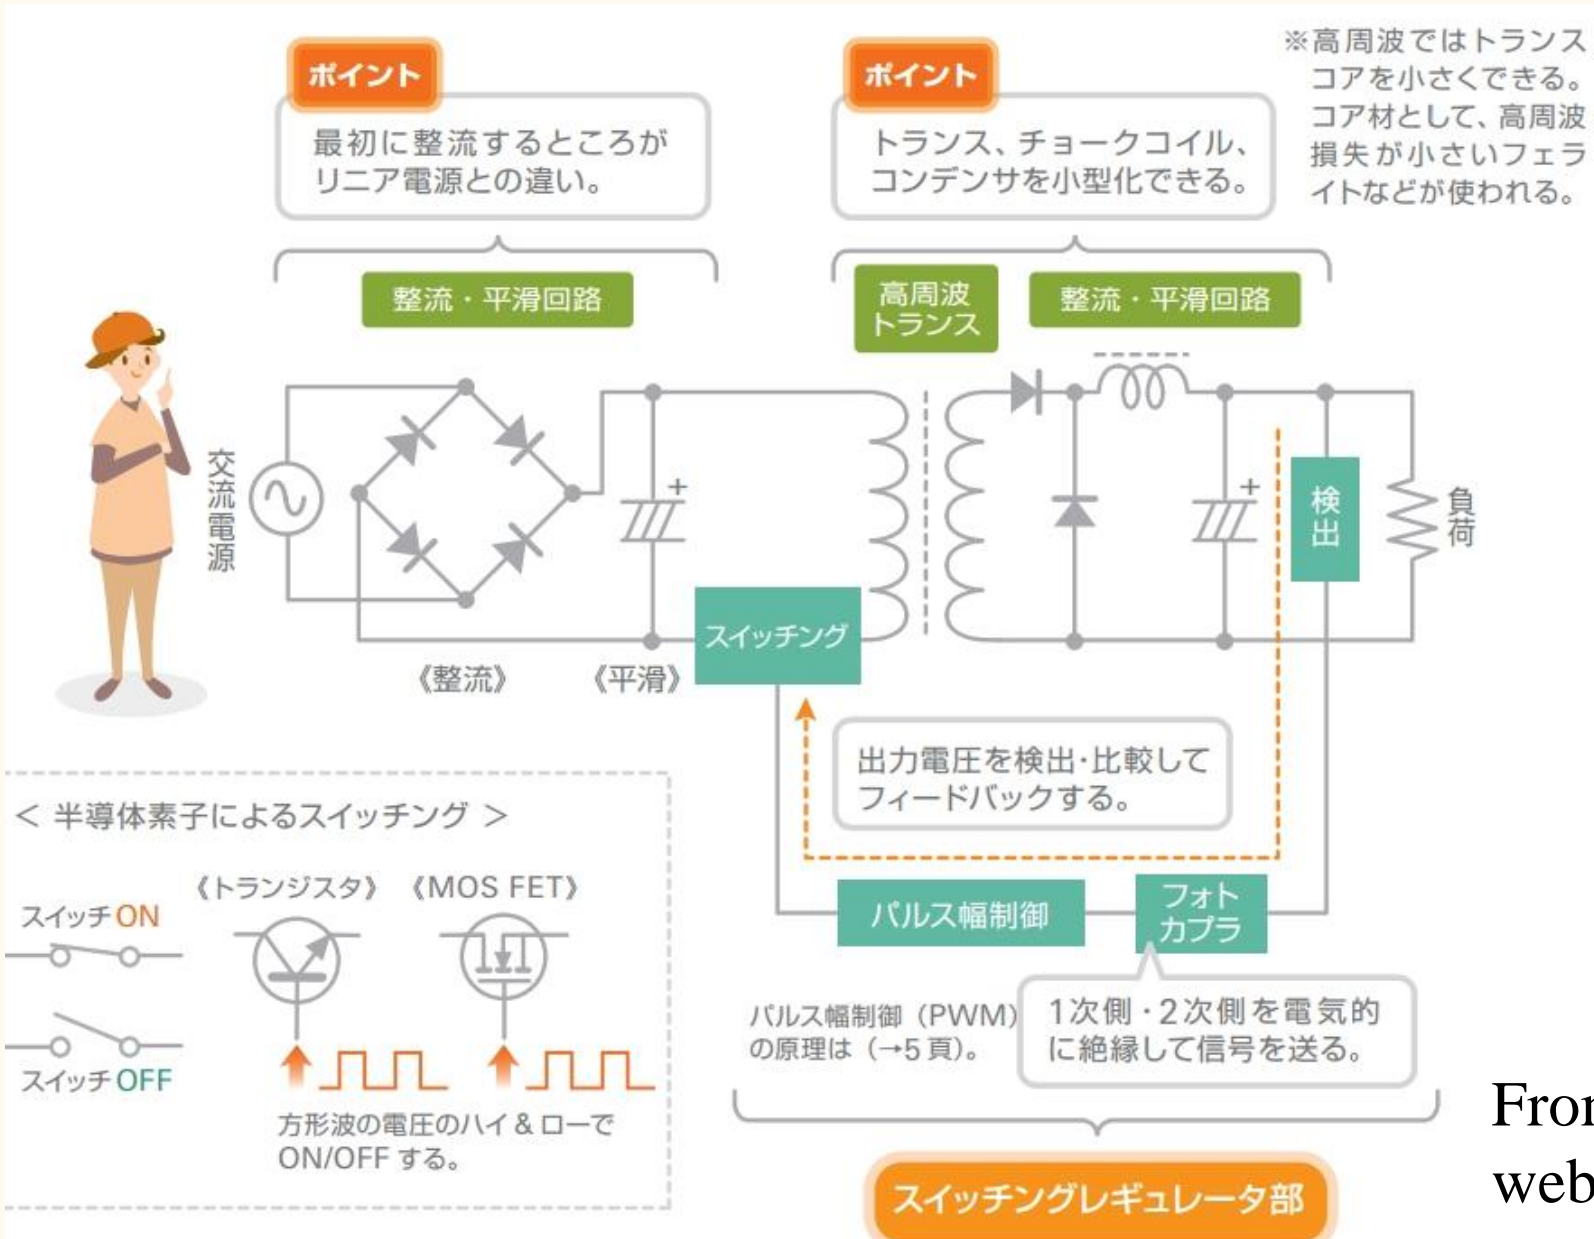 ポイント
最初に整流するところが
リニア電源との違い。
ポイント
トランス、チョークコイル、
コンデンサを小型化できる。
※高周波ではトランス
コアを小さくできる。
コア材として、高周波
損失が小さいフェラ
イトなどが使われる。
整流・平滑回路
高周波
トランス
整流・平滑回路
交流電源
+
+
検出
負荷
スイッチング
《整流》
《平滑》
出力電圧を検出・比較して
フィードバックする。
パルス幅制御
フォト
カプラ
パルス幅制御（PWM）
の原理は（→5頁）。
1次側・2次側を電気的
に絶縁して信号を送る。
スイッチングレギュレータ部
＜ 半導体素子によるスイッチング ＞
《トランジスタ》 《MOS FET》
スイッチON
スイッチOFF
方形波の電圧のハイ＆ローで
ON/OFFする。
web